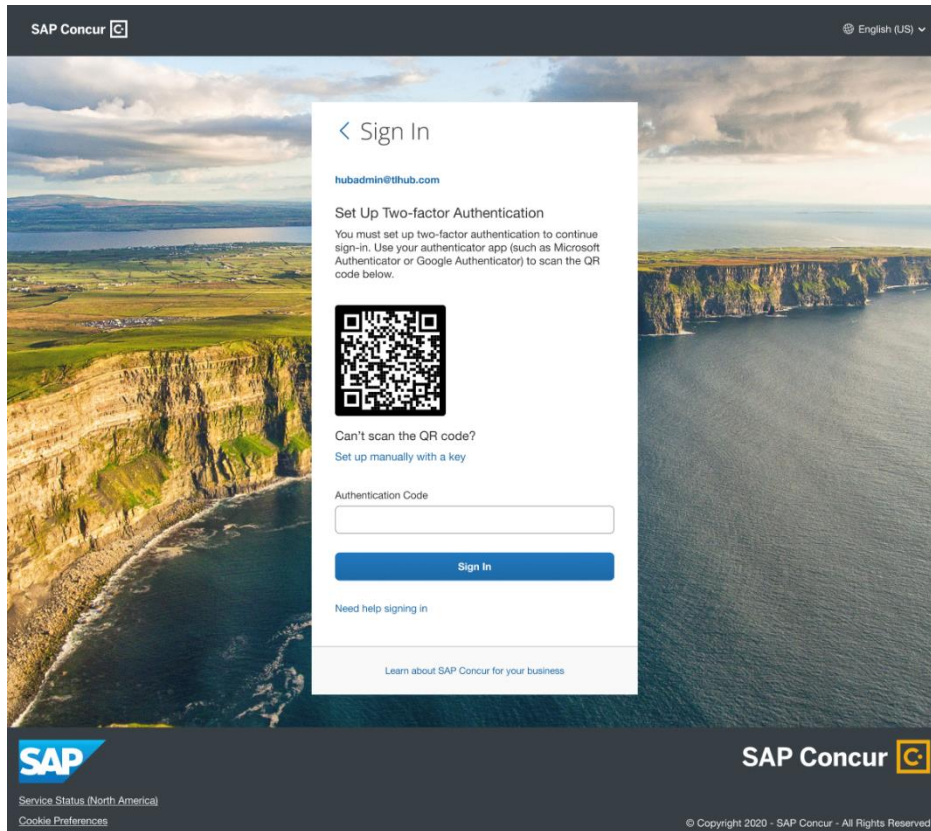 SAP Concur C
English (US)
Sign In
hubadmin@tlhub.com
Set Up Two-factor Authentication
You must set up two-factor authentication to continue
sign-in. Use your authenticator app (such as Microsoft
Authenticator or Google Authenticator) to scan the QR
code below.
Can't scan the QR code?
Set up manually with a key
Authentication Code
Sign In
Need help signing in
Learn about SAP Concur for your business
SAP
SAP Concur C
Service Status (North America)
Cookie Preferences
© Copyright 2020 - SAP Concur - All Rights Reserved